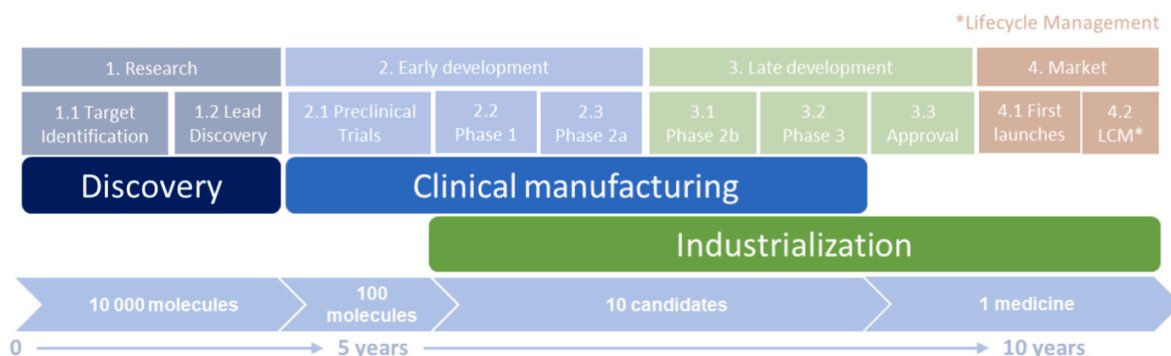 *Lifecycle Management
1. Research
2. Early development
3. Late development
4. Market
1.1 Target
Identification
1.2 Lead
Discovery
2.1 Preclinical
Trials
2.2
Phase 1
2.3
Phase 2a
3.1
Phase 2b
3.2
Phase 3
3.3
Approval
4.1 First
launches
4.2
LCM*
Discovery
Clinical manufacturing
Industrialization
10 000 molecules
100
molecules
10 candidates
1 medicine
0
5 years
10 years